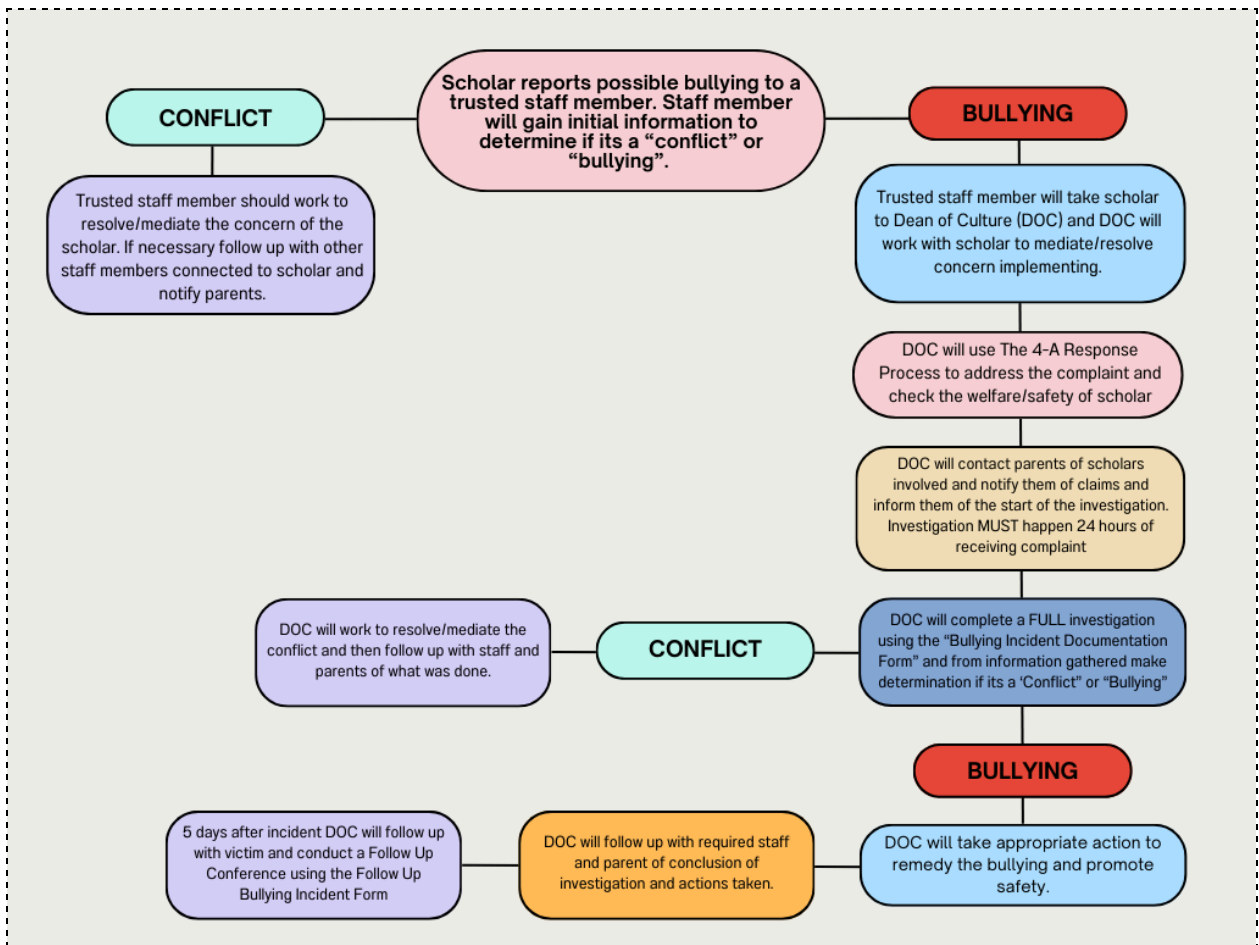 Scholar reports possible bullying to a
trusted staff member. Staff member
will gain initial information to
determine if its a “conflict” or
“bullying”.
CONFLICT
Trusted staff member should work to
resolve/mediate the concern of the
scholar. If necessary follow up with other
staff members connected to scholar and
notify parents.
BULLYING
Trusted staff member will take scholar
to Dean of Culture (DOC) and DOC will
work with scholar to mediate/resolve
concern implementing.
DOC will use The 4-A Response
Process to address the complaint and
check the welfare/safety of scholar
DOC will contact parents of scholars
involved and notify them of claims and
inform them of the start of the investigation.
Investigation MUST happen 24 hours of
receiving complaint
DOC will complete a FULL investigation
using the “Bullying Incident Documentation
Form” and from information gathered make
determination if its a ‘Conflict” or “Bullying”
CONFLICT
DOC will work to resolve/mediate the
conflict and then follow up with staff and
parents of what was done.
BULLYING
DOC will take appropriate action to
remedy the bullying and promote
safety.
DOC will follow up with required staff
and parent of conclusion of
investigation and actions taken.
5 days after incident DOC will follow up
with victim and conduct a Follow Up
Conference using the Follow Up
Bullying Incident Form